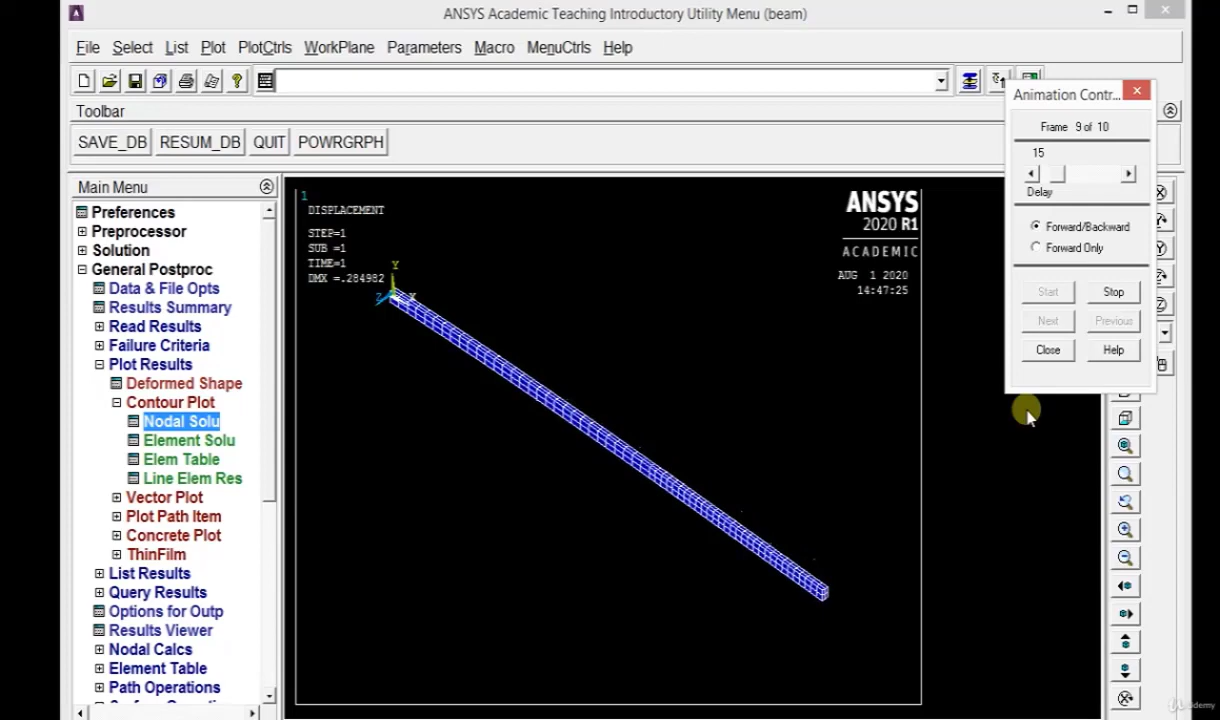 ANSYS Academic Teaching Introductory Utility Menu (beam)
File Select List Plot PlotCtrls WorkPlane Parameters Macro MenuCtrls Help
Toolbar
SAVE_DB RESUM_DB QUIT POWRGRPH
Main Menu
Preferences
Preprocessor
Solution
General Postproc
Data & File Opts
Results Summary
Read Results
Failure Criteria
Plot Results
Deformed Shape
Contour Plot
Nodal Solu
Element Solu
Elem Table
Line Elem Res
Vector Plot
Plot Path Item
Concrete Plot
ThinFilm
List Results
Query Results
Options for Outp
Results Viewer
Nodal Calcs
Element Table
Path Operations
1
DISPLACEMENT
STEP=1
SUB =1
TIME=1
DMX =.284982
Y
Z X
ANSYS
2020 R1
ACADEMIC
AUG 1 2020
14:47:25
Animation Contr...
Frame 9 of 10
15
Delay
Forward/Backward
Forward Only
Start Stop
Next Previous
Close Help
Udemy